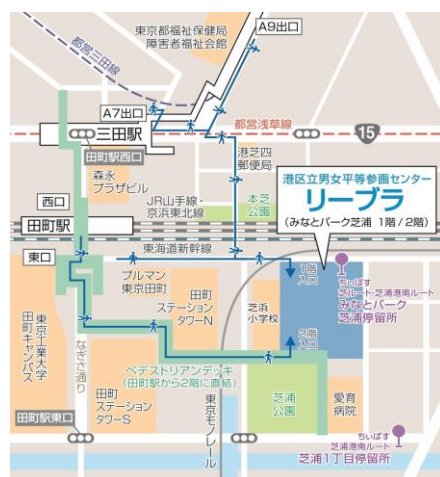 東京都福祉保健局
障害者福祉会館
A9出口
都営三田線
A7出口
三田駅
都営浅草線
15
田町駅西口
港芝四
郵便局
森永
プラザビル
港区立男女平等参画センター
リーブラ
(みなとパーク芝浦 1階/2階)
西口
JR山手線・
京浜東北線
本芝
公園
田町駅
東海道新幹線
東口
1階
入口
ちぃばす
芝ルート・芝浦港南ルート
みなとパーク
芝浦停留所
プルマン
東京田町
田町
ステーション
タワーN
芝浜
小学校
2階
入口
東京工業大学
田町キャンパス
なぎさ通り
ペデストリアンデッキ
(田町駅から2階に直結)
田町
ステーション
タワーS
東京モノレール
芝浦
公園
愛育
病院
田町駅東口
ちぃばす
芝浦港南ルート
芝浦1丁目停留所